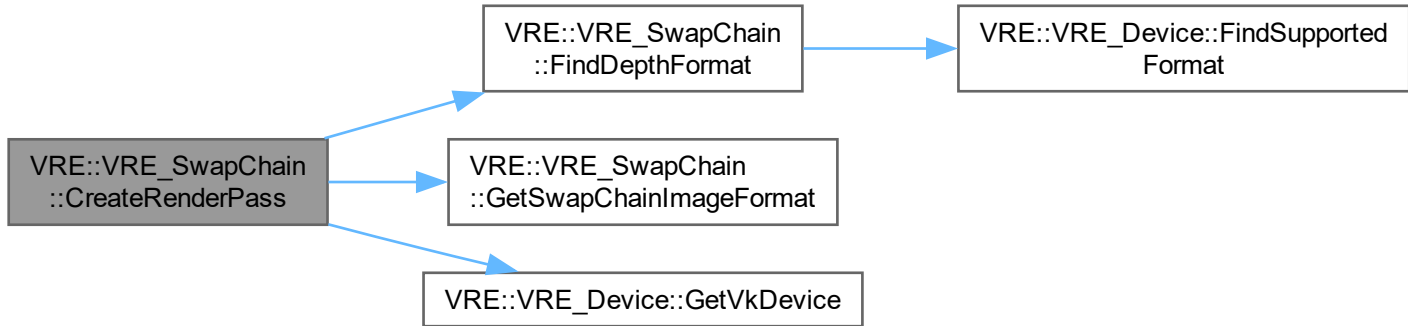 VRE::VRE_SwapChain
::FindDepthFormat
VRE::VRE_Device::FindSupported
Format
VRE::VRE_SwapChain
::CreateRenderPass
VRE::VRE_SwapChain
::GetSwapChainImageFormat
VRE::VRE_Device::GetVkDevice